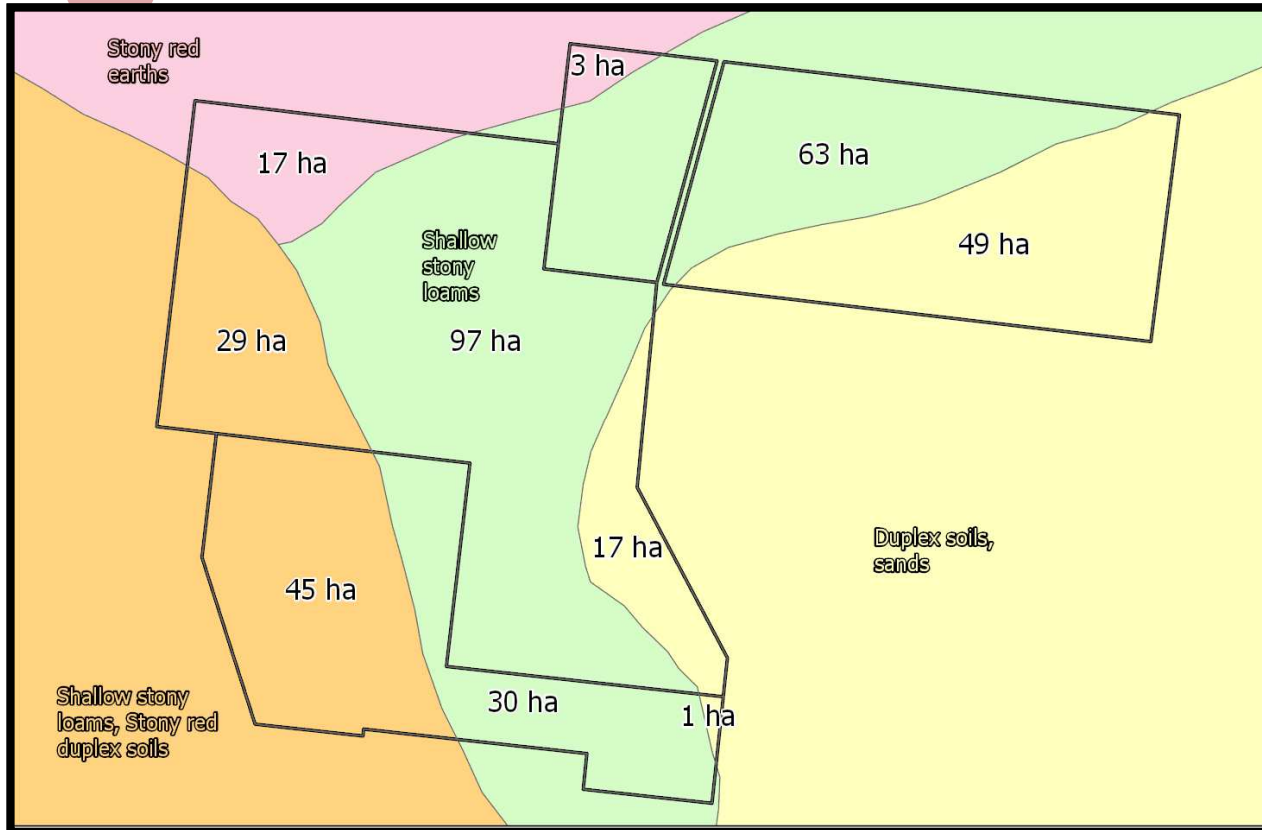 Stony red
earths
3 ha
17 ha
63 ha
Shallow
stony
loams
49 ha
29 ha
97 ha
Duplex soils,
sands
17 ha
45 ha
Shallow stony
loams, Stony red
duplex soils
30 ha
1 ha